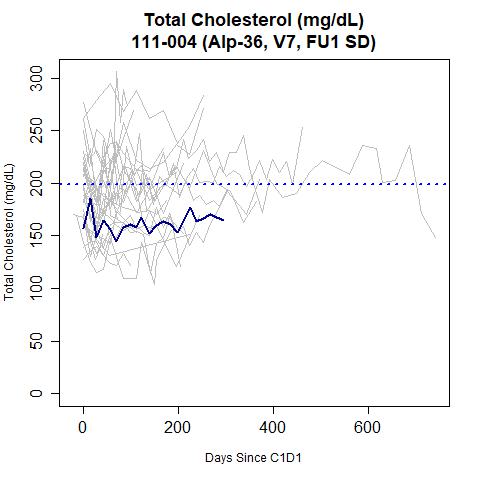 Total Cholesterol (mg/dL)
111-004 (Alp-36, V7, FU1 SD)
Total Cholesterol (mg/dL)
300
250
200
150
100
50
0
0 200 400 600
Days Since C1D1